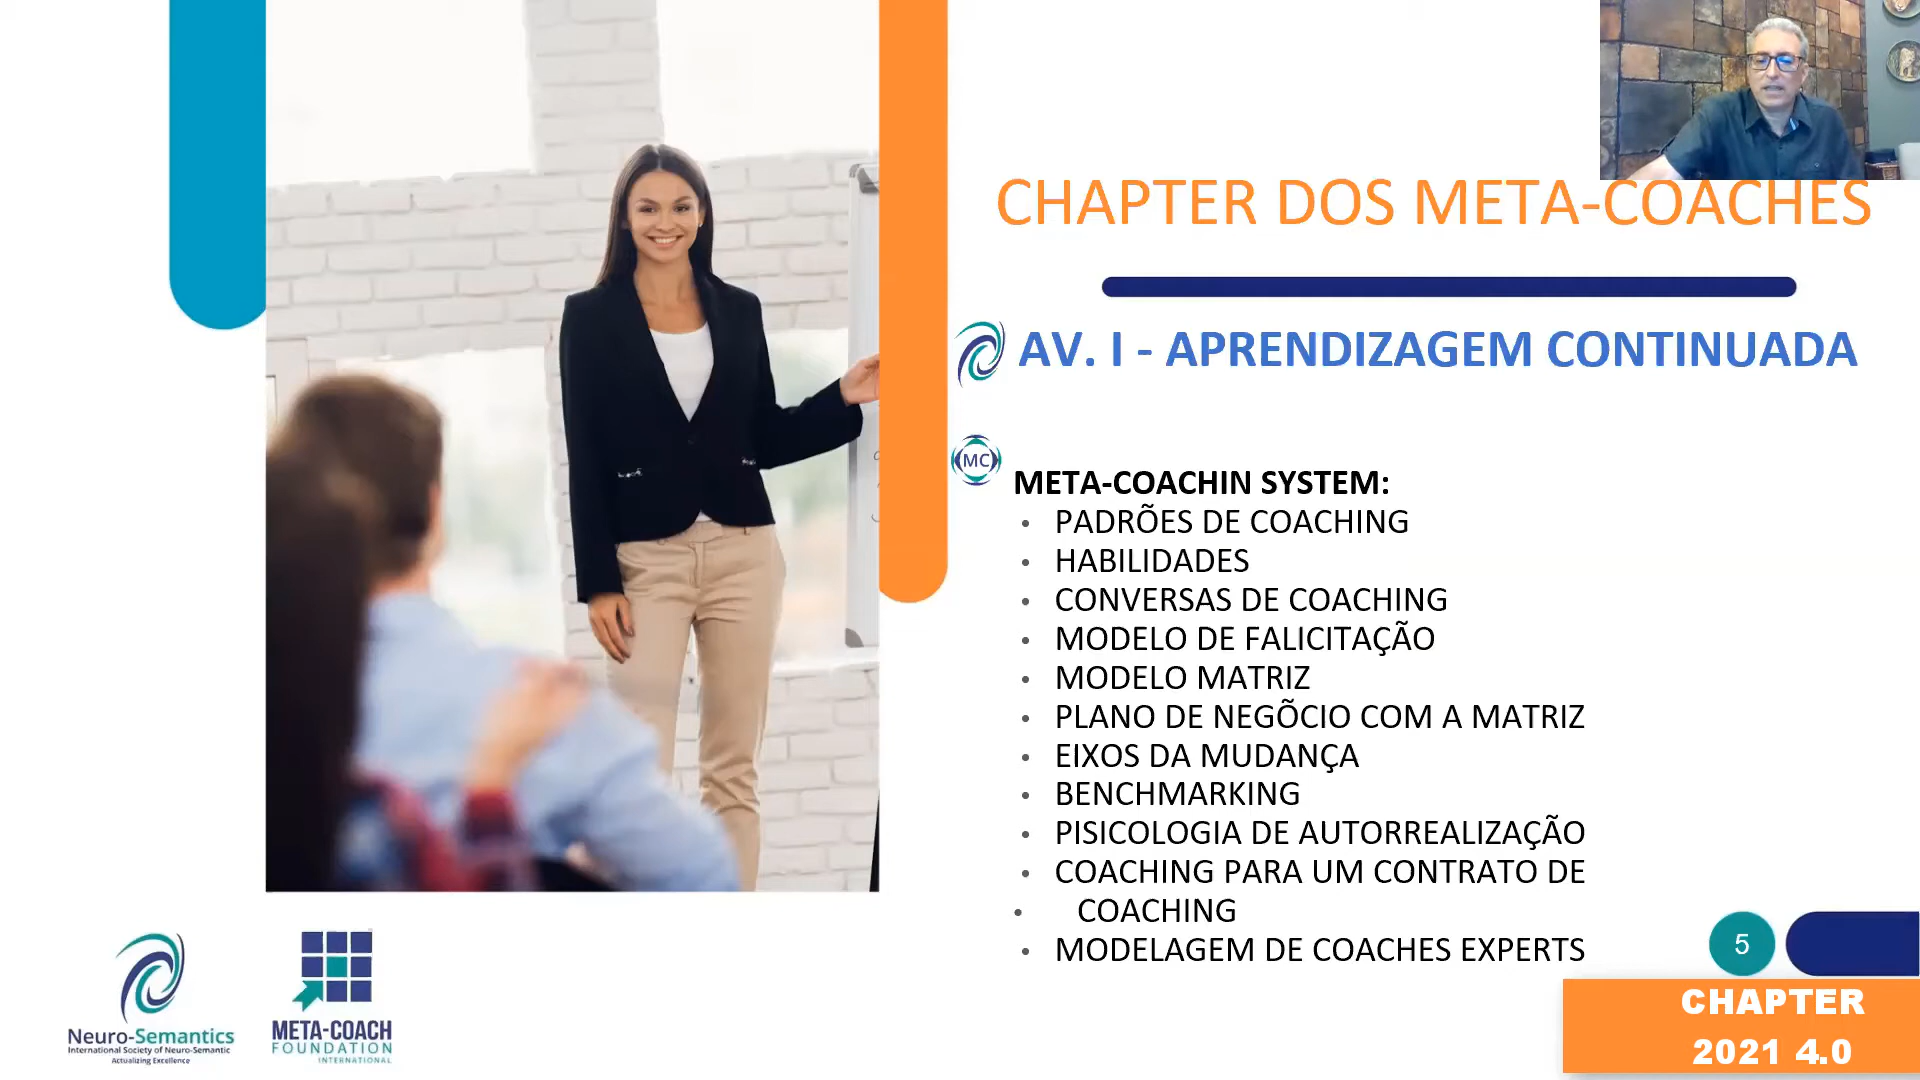 CHAPTER DOS META-COACHES
AV. I - APRENDIZAGEM CONTINUADA
MC
META-COACHIN SYSTEM:
• PADRÕES DE COACHING
• HABILIDADES
• CONVERSAS DE COACHING
• MODELO DE FALICITAÇÃO
• MODELO MATRIZ
• PLANO DE NEGÕCIO COM A MATRIZ
• EIXOS DA MUDANÇA
• BENCHMARKING
• PISICOLOGIA DE AUTORREALIZAÇÃO
• COACHING PARA UM CONTRATO DE
• COACHING
• MODELAGEM DE COACHES EXPERTS
5
CHAPTER
2021 4.0
Neuro-Semantics
International Society of Neuro-Semantic
Actualizing Excellence
META-COACH
FOUNDATION
INTERNATIONAL